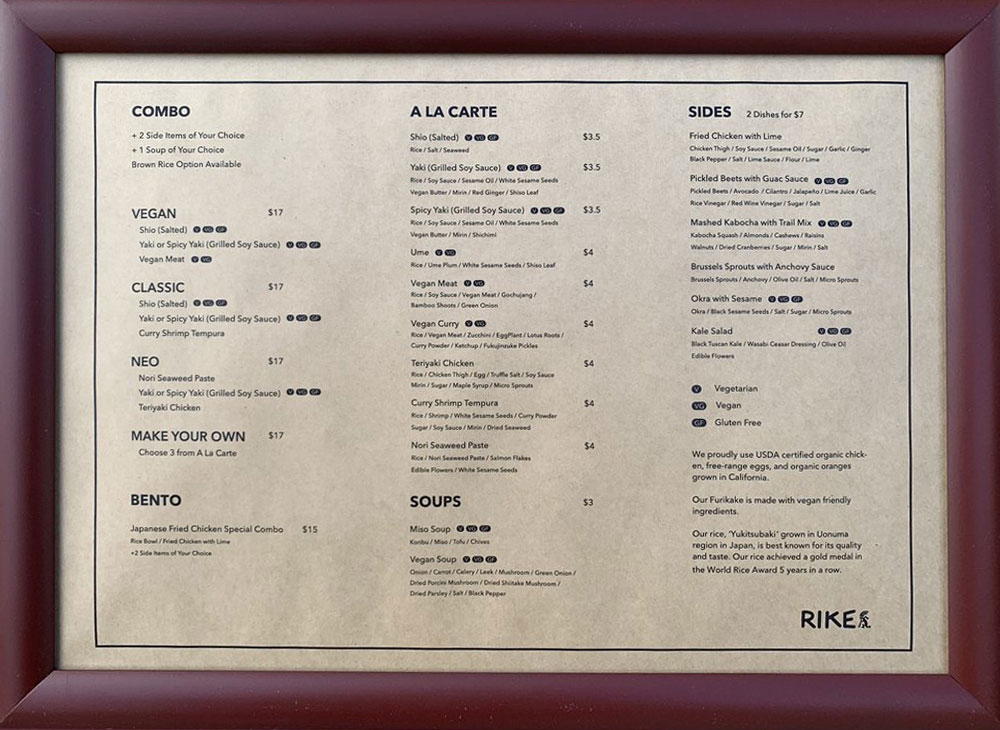 COMBO
+ 2 Side Items of Your Choice
+ 1 Soup of Your Choice
Brown Rice Option Available
VEGAN $17
Shio (Salted) V VG GF
Yaki or Spicy Yaki (Grilled Soy Sauce) V VG GF
Vegan Meat V VG
CLASSIC $17
Shio (Salted) V VG GF
Yaki or Spicy Yaki (Grilled Soy Sauce) V VG GF
Curry Shrimp Tempura
NEO $17
Nori Seaweed Paste
Yaki or Spicy Yaki (Grilled Soy Sauce) V VG GF
Teriyaki Chicken
MAKE YOUR OWN $17
Choose 3 from A La Carte
BENTO
Japanese Fried Chicken Special Combo $15
Rice Bowl / Fried Chicken with Lime
+2 Side Items of Your Choice
A LA CARTE
Shio (Salted) V VG GF $3.5
Rice / Salt / Seaweed
Yaki (Grilled Soy Sauce) V VG GF $3.5
Rice / Soy Sauce / Sesame Oil / White Sesame Seeds
Vegan Butter / Mirin / Red Ginger / Shiso Leaf
Spicy Yaki (Grilled Soy Sauce) V VG GF $3.5
Rice / Soy Sauce / Sesame Oil / White Sesame Seeds
Vegan Butter / Mirin / Shichimi
Ume V VG $4
Rice / Ume Plum / White Sesame Seeds / Shiso Leaf
Vegan Meat V VG $4
Rice / Soy Sauce / Vegan Meat / Gochujang /
Bamboo Shoots / Green Onion
Vegan Curry V VG $4
Rice / Vegan Meat / Zucchini / EggPlant / Lotus Roots /
Curry Powder / Ketchup / Fukujinzuke Pickles
Teriyaki Chicken $4
Rice / Chicken Thigh / Egg / Truffle Salt / Soy Sauce
Mirin / Sugar / Maple Syrup / Micro Sprouts
Curry Shrimp Tempura $4
Rice / Shrimp / White Sesame Seeds / Curry Powder
Sugar / Soy Sauce / Mirin / Dried Seaweed
Nori Seaweed Paste $4
Rice / Nori Seaweed Paste / Salmon Flakes
Edible Flowers / White Sesame Seeds
SOUPS $3
Miso Soup V VG GF
Konbu / Miso / Tofu / Chives
Vegan Soup V VG GF
Onion / Carrot / Celery / Leek / Mushroom / Green Onion /
Dried Porcini Mushroom / Dried Shiitake Mushroom /
Dried Parsley / Salt / Black Pepper
SIDES 2 Dishes for $7
Fried Chicken with Lime
Chicken Thigh / Soy Sauce / Sesame Oil / Sugar / Garlic / Ginger
Black Pepper / Salt / Lime Sauce / Flour / Lime
Pickled Beets with Guac Sauce V VG GF
Pickled Beets / Avocado / Cilantro / Jalapeño / Lime Juice / Garlic
Rice Vinegar / Red Wine Vinegar / Sugar / Salt
Mashed Kabocha with Trail Mix V VG GF
Kabocha Squash / Almonds / Cashews / Raisins
Walnuts / Dried Cranberries / Sugar / Mirin / Salt
Brussels Sprouts with Anchovy Sauce
Brussels Sprouts / Anchovy / Olive Oil / Salt / Micro Sprouts
Okra with Sesame V VG GF
Okra / Black Sesame Seeds / Salt / Sugar / Micro Sprouts
Kale Salad V VG GF
Black Tuscan Kale / Wasabi Ceasar Dressing / Olive Oil
Edible Flowers
V Vegetarian
VG Vegan
GF Gluten Free
We proudly use USDA certified organic chick-
en, free-range eggs, and organic oranges
grown in California.
Our Furikake is made with vegan friendly
ingredients.
Our rice, 'Yukitsubaki' grown in Uonuma
region in Japan, is best known for its quality
and taste. Our rice achieved a gold medal in
the World Rice Award 5 years in a row.
RIKE